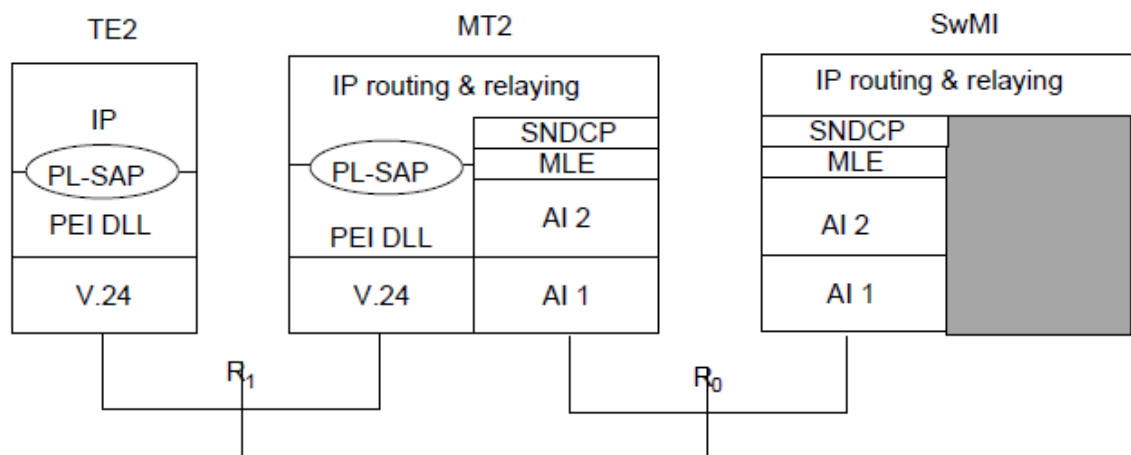 TE2
MT2
SwMI
IP
PL-SAP
PEI DLL
V.24
IP routing & relaying
PL-SAP
PEI DLL
V.24
SNDCP
MLE
AI 2
AI 1
IP routing & relaying
SNDCP
MLE
AI 2
AI 1
R1
R0